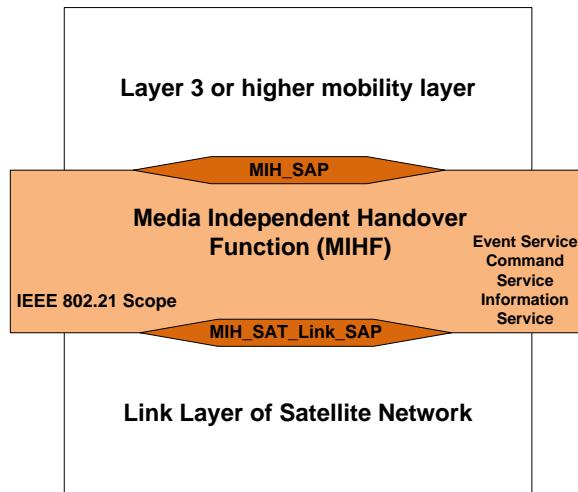 Layer 3 or higher mobility layer
MIH_SAP
Media Independent Handover
Function (MIHF)
Event Service
Command
Service
Information
Service
IEEE 802.21 Scope
MIH_SAT_Link_SAP
Link Layer of Satellite Network